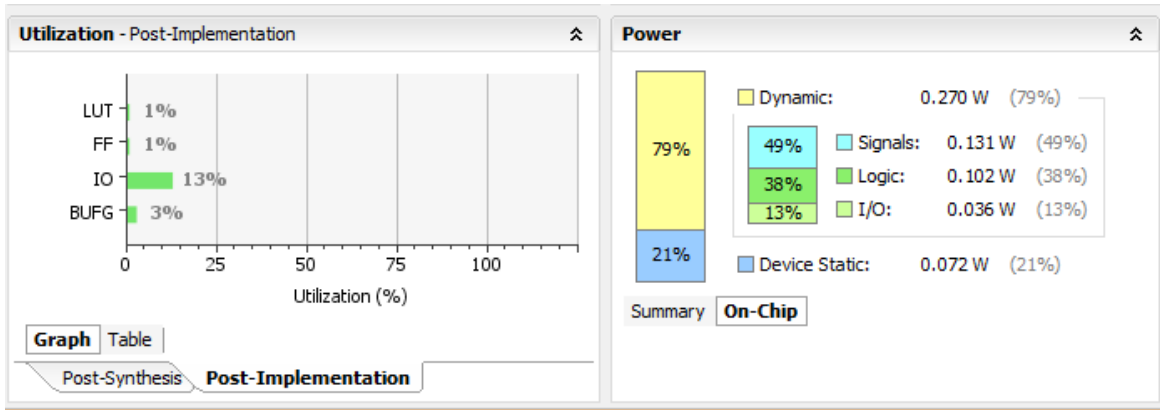 Utilization - Post-Implementation
LUT 1%
FF 1%
IO 13%
BUFG 3%
0 25 50 75 100
Utilization (%)
Graph Table
Post-Synthesis Post-Implementation
Power
79%
21%
Dynamic: 0.270 W (79%)
49% Signals: 0.131 W (49%)
38% Logic: 0.102 W (38%)
13% I/O: 0.036 W (13%)
Device Static: 0.072 W (21%)
Summary On-Chip